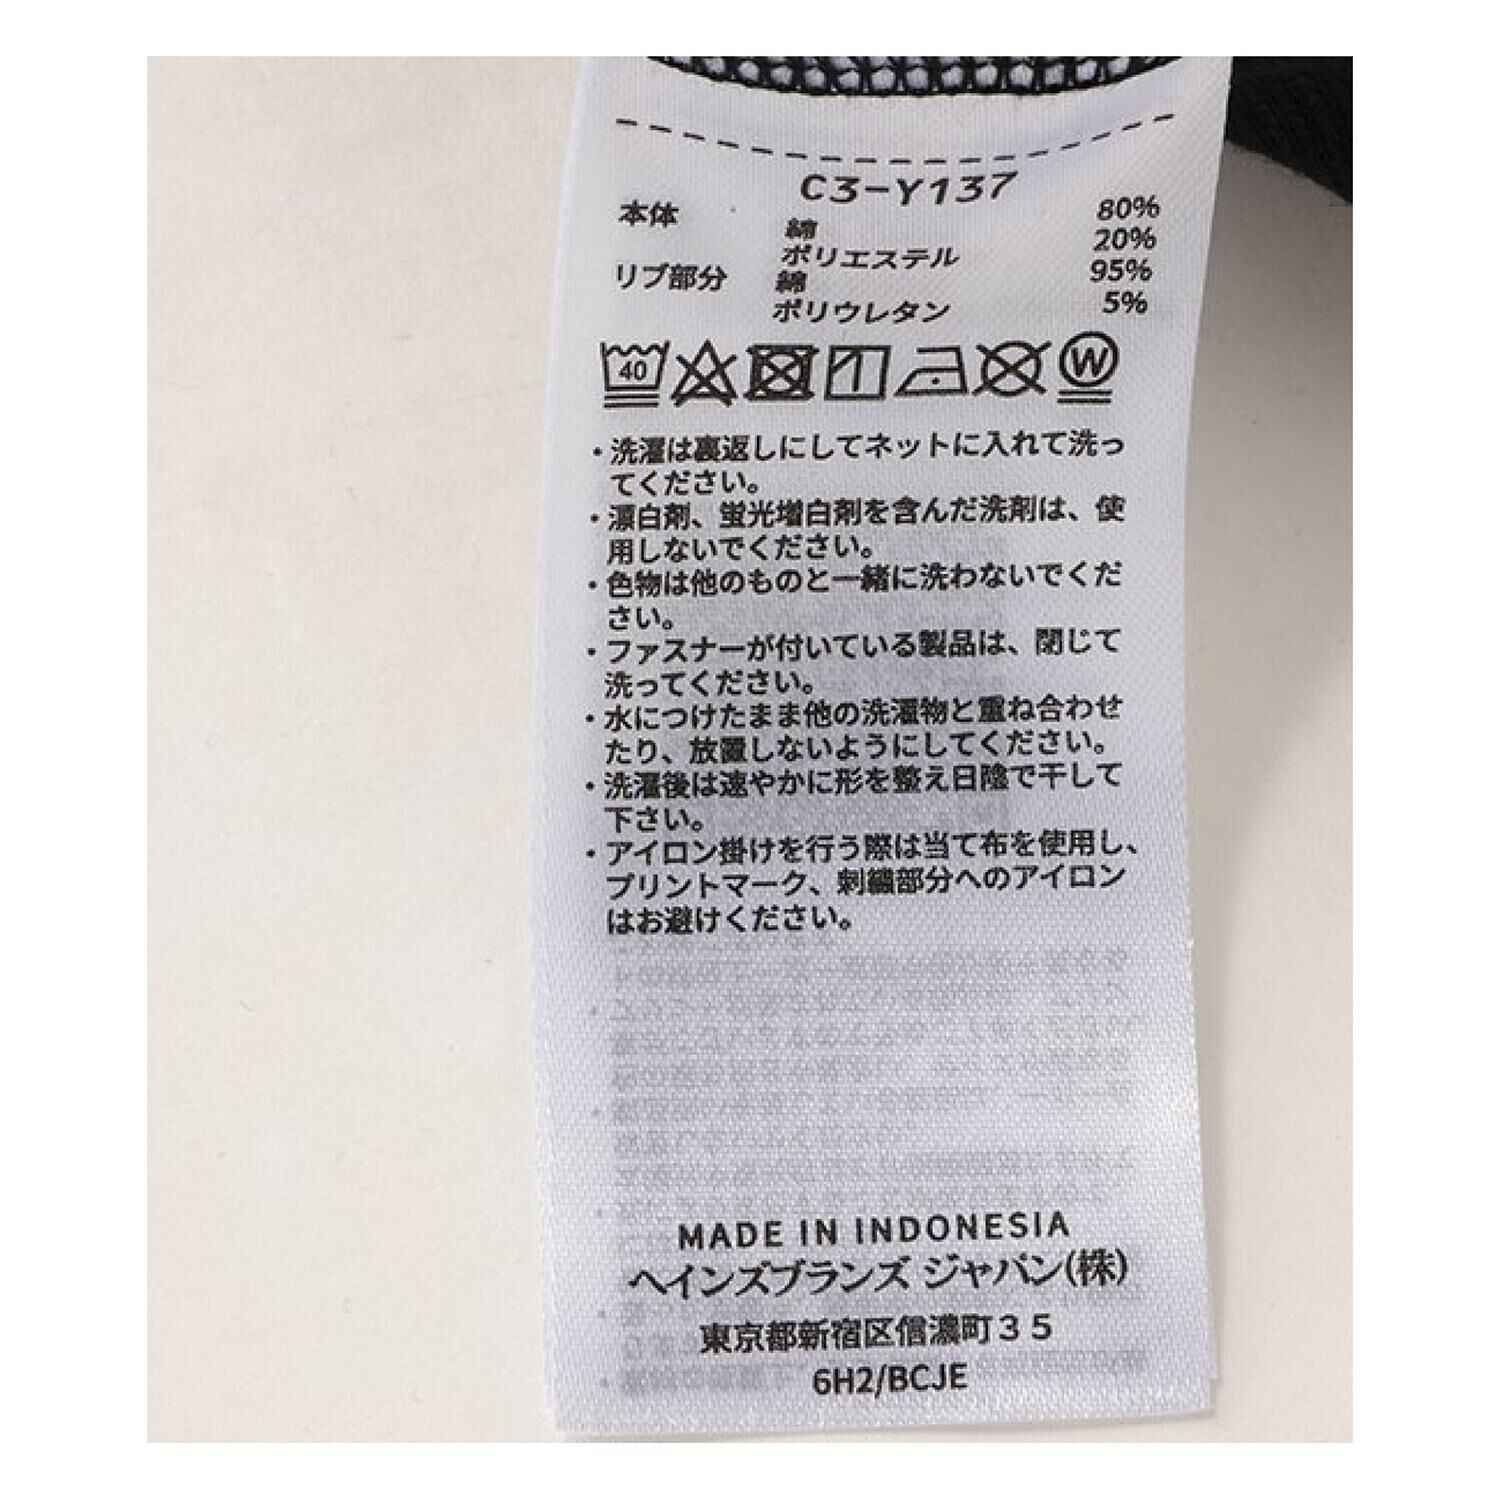 C3-Y137
本体 綿 80%
ポリエステル 20%
リブ部分 綿 95%
ポリウレタン 5%
40 W
・洗濯は裏返しにしてネットに入れて洗っ
てください。
・漂白剤、蛍光増白剤を含んだ洗剤は、使
用しないでください。
・色物は他のものと一緒に洗わないでくだ
さい。
・ファスナーが付いている製品は、閉じて
洗ってください。
・水につけたまま他の洗濯物と重ね合わせ
たり、放置しないようにしてください。
・洗濯後は速やかに形を整え日陰で干して
下さい。
・アイロン掛けを行う際は当て布を使用し、
プリントマーク、刺繍部分へのアイロン
はお避けください。
MADE IN INDONESIA
ヘインズブランズ ジャパン(株)
東京都新宿区信濃町３５
6H2/BCJE